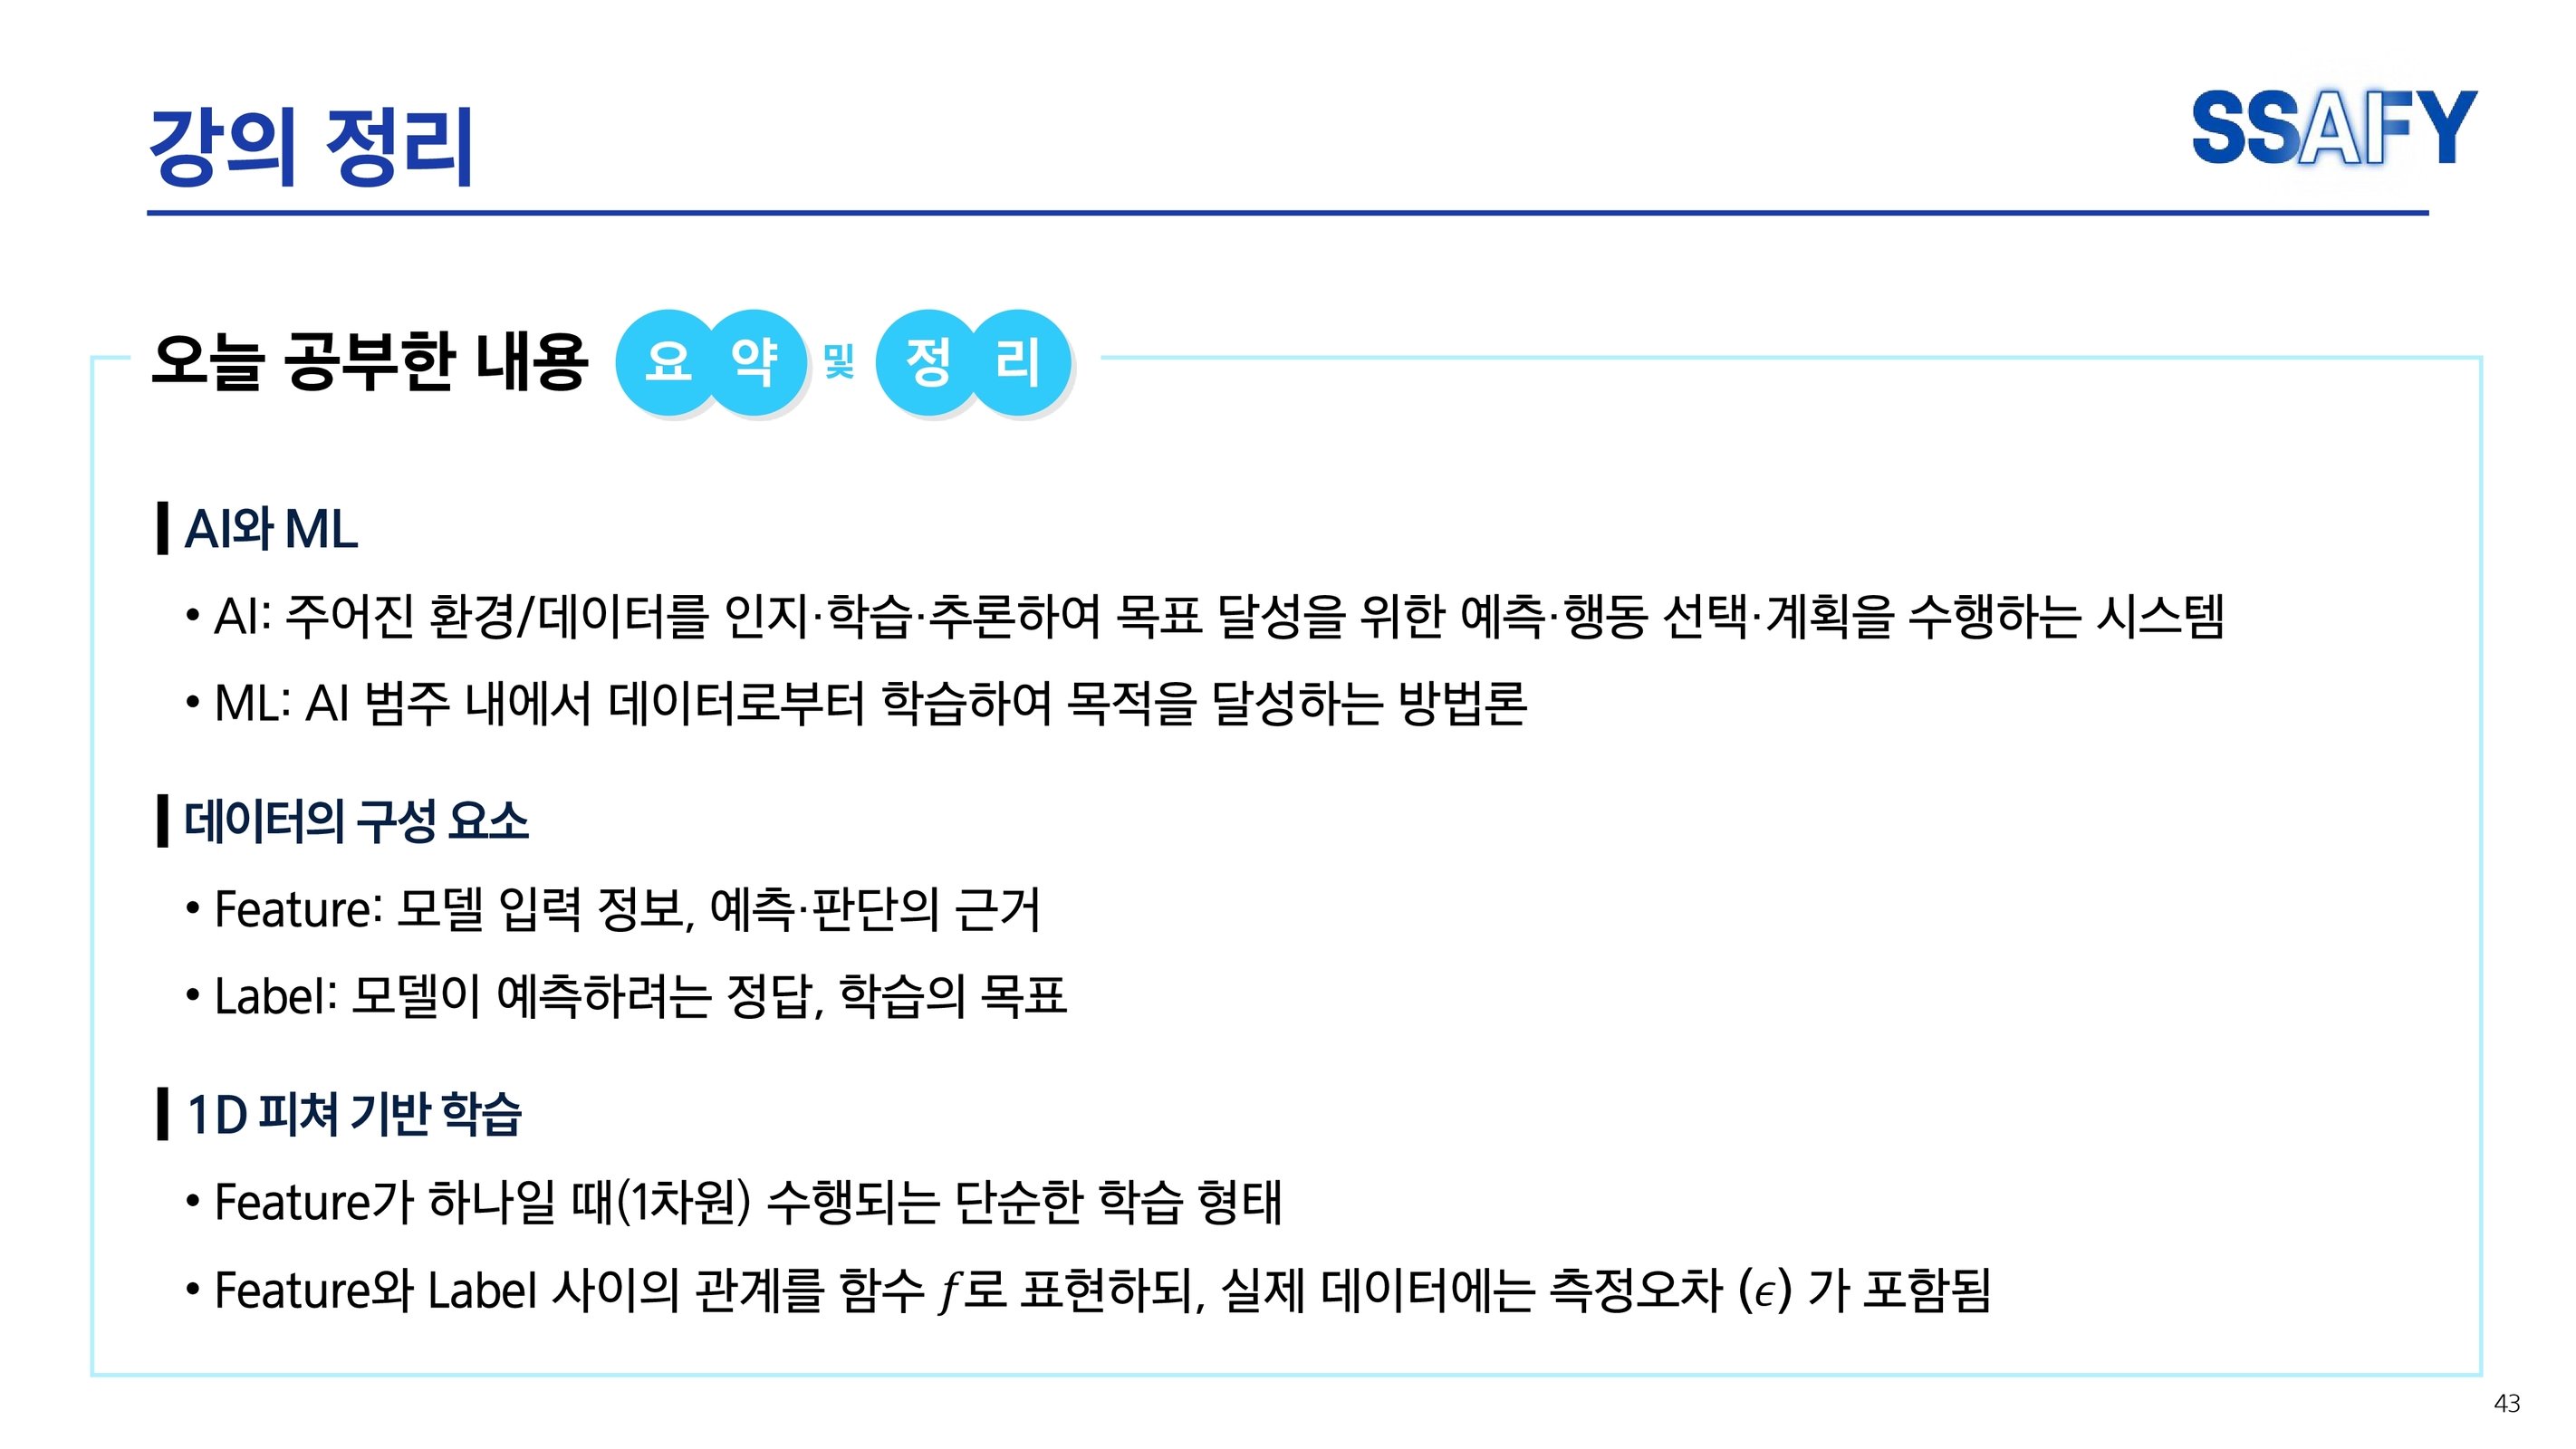 강의 정리
SSAFY
오늘 공부한 내용 요약 및 정리
AI와 ML
• AI: 주어진 환경/데이터를 인지·학습·추론하여 목표 달성을 위한 예측·행동 선택·계획을 수행하는 시스템
• ML: AI 범주 내에서 데이터로부터 학습하여 목적을 달성하는 방법론
데이터의 구성 요소
• Feature: 모델 입력 정보, 예측·판단의 근거
• Label: 모델이 예측하려는 정답, 학습의 목표
1D 피쳐 기반 학습
• Feature가 하나일 때(1차원) 수행되는 단순한 학습 형태
• Feature와 Label 사이의 관계를 함수 𝑓로 표현하되, 실제 데이터에는 측정오차 (𝜖) 가 포함됨
43